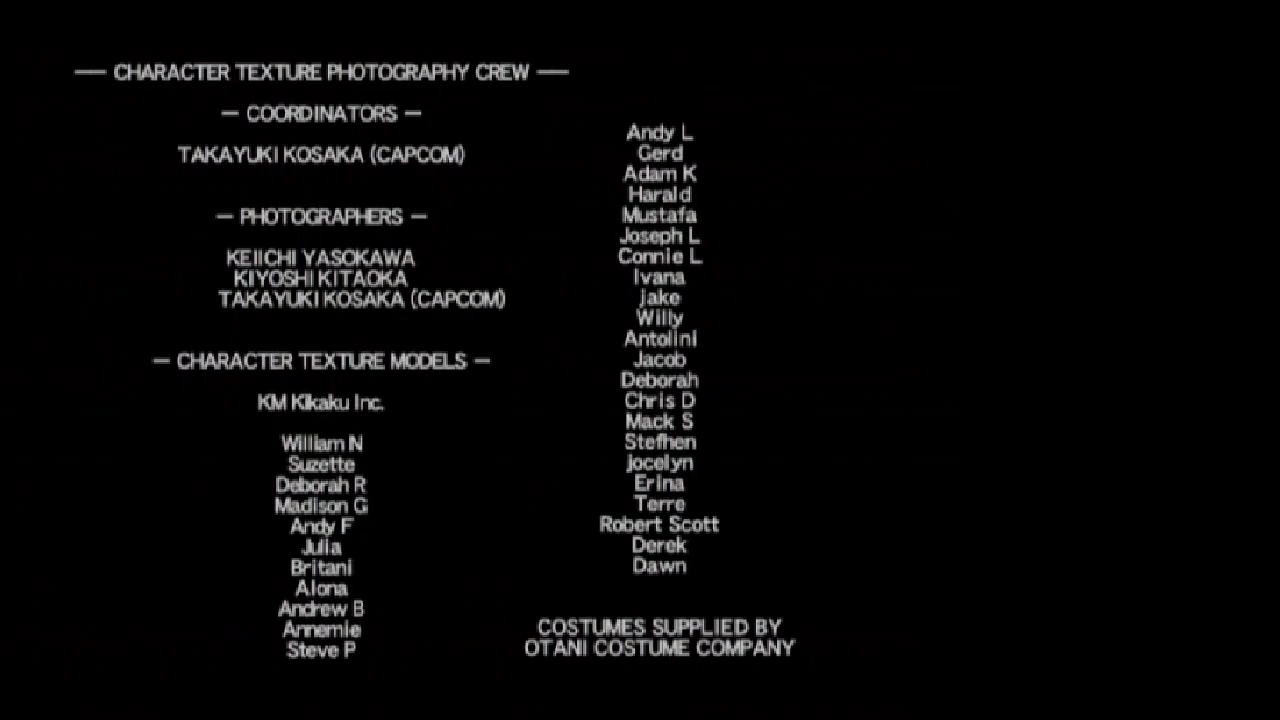 — CHARACTER TEXTURE PHOTOGRAPHY CREW —
— COORDINATORS —
TAKAYUKI KOSAKA (CAPCOM)
— PHOTOGRAPHERS —
KEIICHI YASOKAWA
KIYOSHI KITAOKA
TAKAYUKI KOSAKA (CAPCOM)
— CHARACTER TEXTURE MODELS —
KM Kikaku Inc.
William N
Suzette
Deborah R
Madison G
Andy F
Julia
Britani
Alona
Andrew B
Annemie
Steve P
Andy L
Gerd
Adam K
Harald
Mustafa
Joseph L
Connie L
Ivana
Jake
Willy
Antolini
Jacob
Deborah
Chris D
Mack S
Stefhen
Jocelyn
Erina
Terre
Robert Scott
Derek
Dawn
COSTUMES SUPPLIED BY
OTANI COSTUME COMPANY